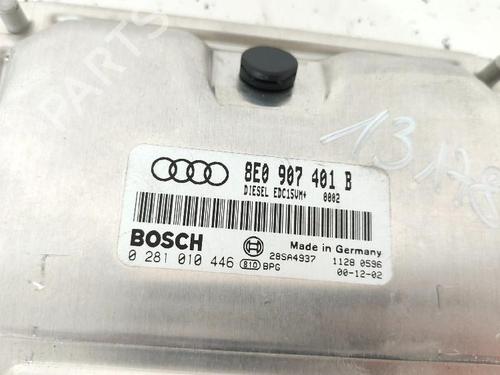 8E0 907 401 B
DIESEL EDC15VM+ 0002
BOSCH
Made in Germany
0 281 010 446 810 BPG 28SA4937 1128 0596
00-12-02
PARTS